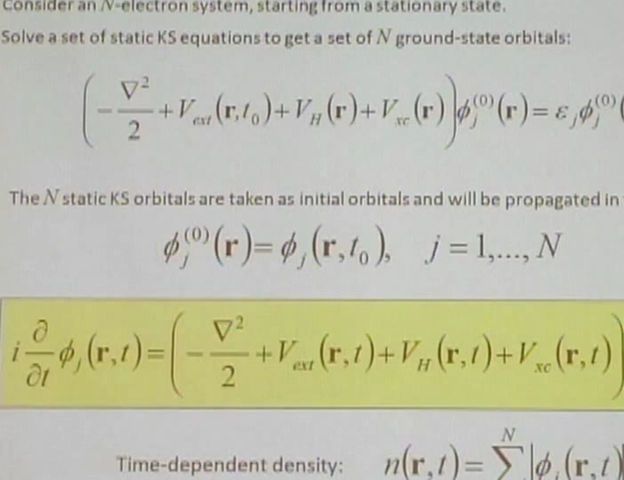 Consider an N-electron system, starting from a stationary state.
Solve a set of static KS equations to get a set of N ground-state orbitals:
(-∇²/2 + V_ext(r,t₀) + V_H(r) + V_xc(r)) ϕ_j^(0)(r) = ε_j ϕ_j^(0)(
The N static KS orbitals are taken as initial orbitals and will be propagated in
ϕ_j^(0)(r) = ϕ_j(r,t₀), j = 1,..., N
i ∂/∂t ϕ_j(r,t) = (-∇²/2 + V_ext(r,t) + V_H(r,t) + V_xc(r,t))
Time-dependent density: n(r,t) = ∑^N |ϕ_j(r,t)|